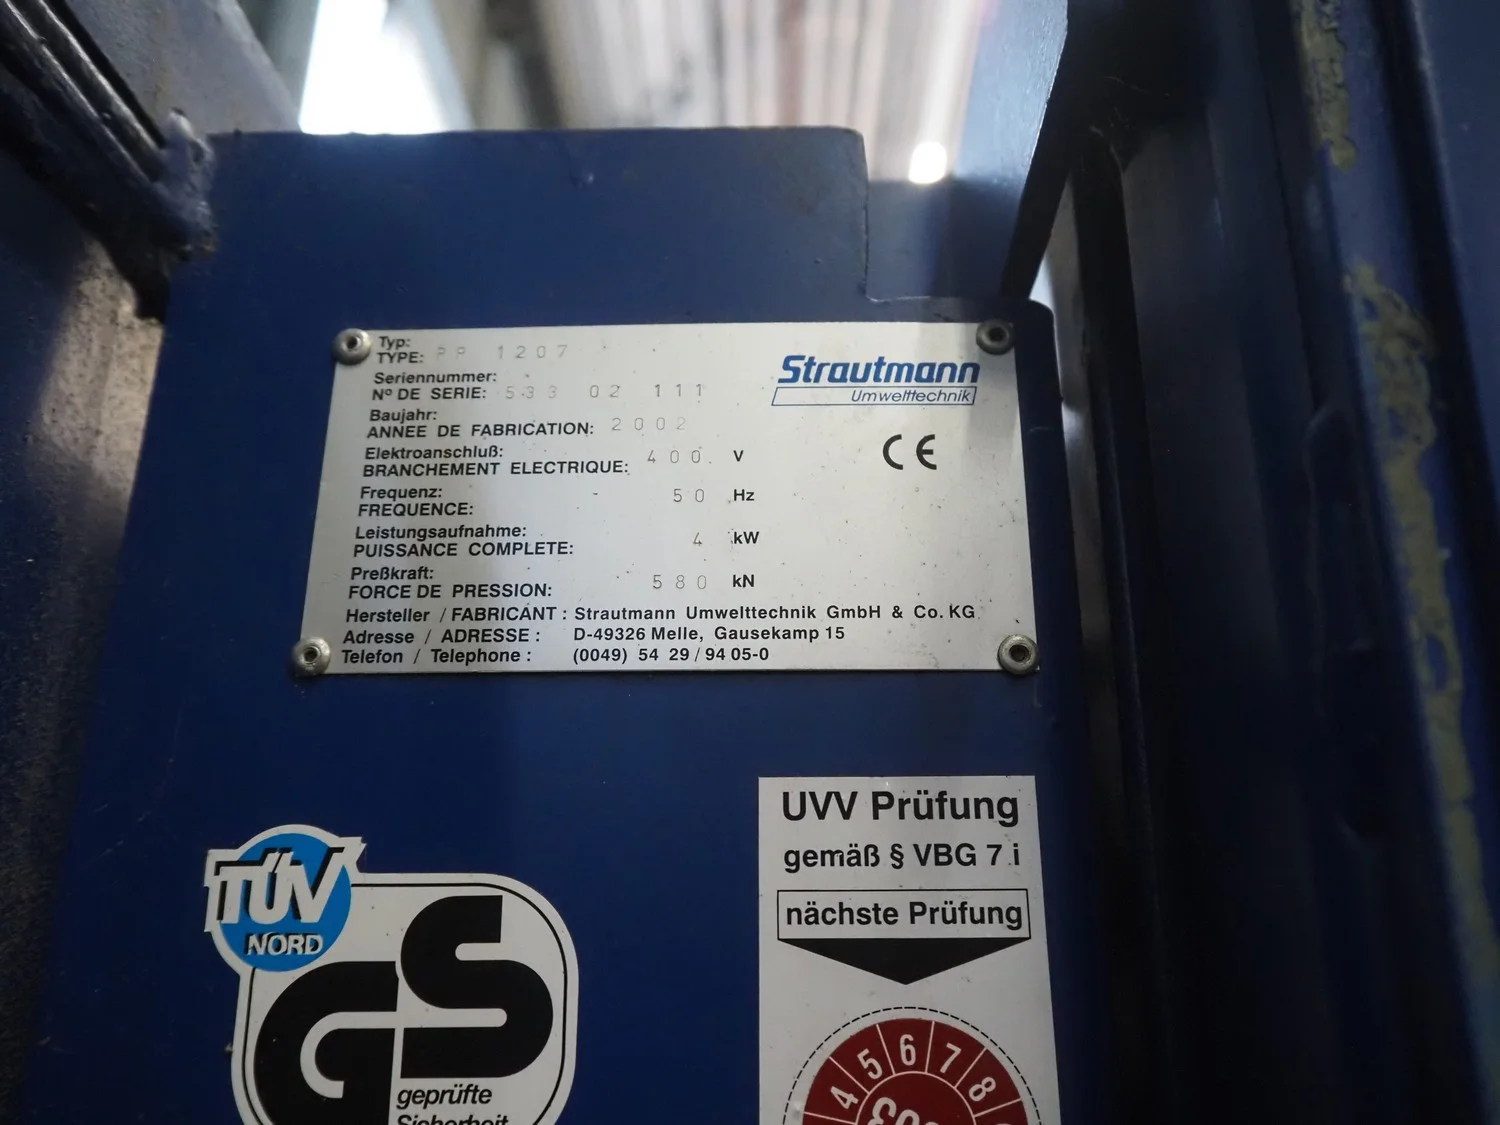 Typ:
TYPE: PP 1207
Seriennummer:
Nº DE SERIE: 533 02 111
Baujahr:
ANNEE DE FABRICATION: 2002
Elektroanschluß:
BRANCHEMENT ELECTRIQUE: 400 V
Frequenz:
FREQUENCE: 50 Hz
Leistungsaufnahme:
PUISSANCE COMPLETE: 4 kW
Preßkraft:
FORCE DE PRESSION: 580 kN
Hersteller / FABRICANT : Strautmann Umwelttechnik GmbH & Co. KG
Adresse / ADRESSE : D-49326 Melle, Gausekamp 15
Telefon / Telephone : (0049) 54 29 / 94 05-0
Strautmann
Umwelttechnik
CE
TÜV
NORD
GS
geprüfte
Sicherheit
UVV Prüfung
gemäß § VBG 7 i
nächste Prüfung
4 5 6 7 8
03